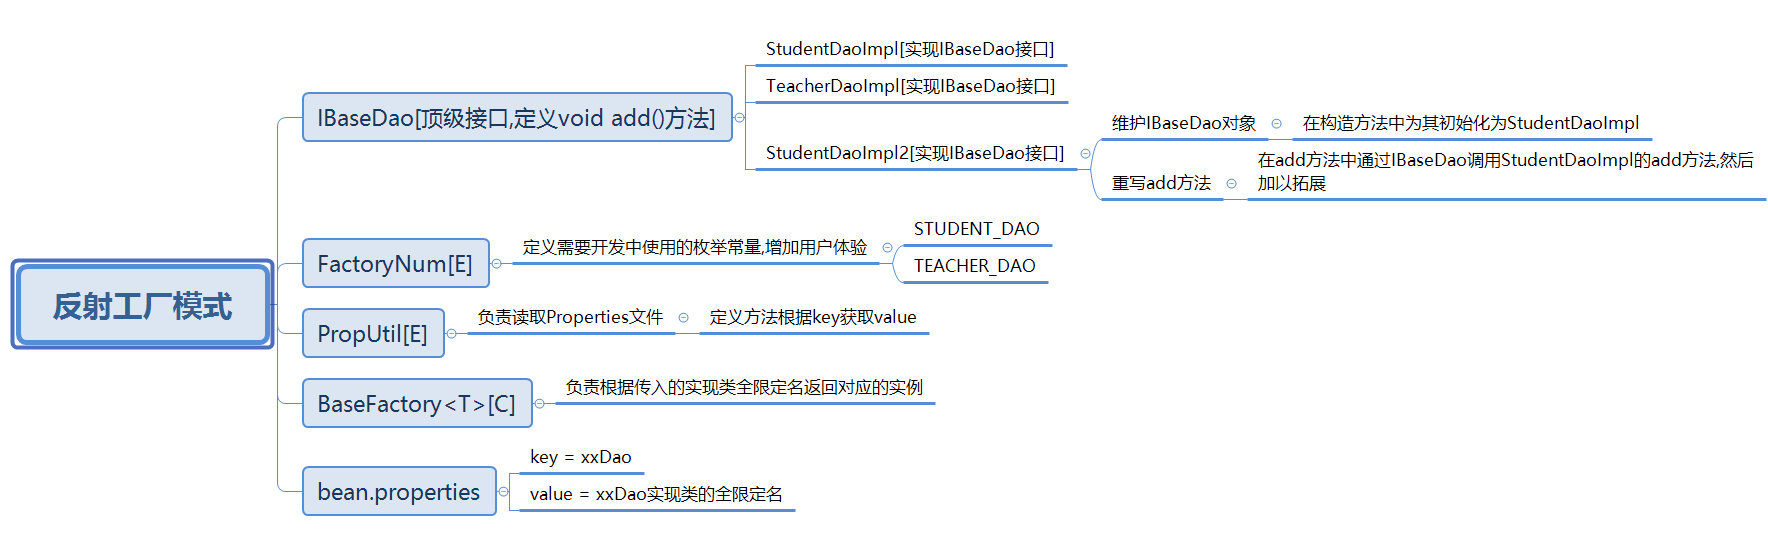 反射工厂模式
IBaseDao[顶级接口,定义void add()方法]
StudentDaoImpl[实现IBaseDao接口]
TeacherDaoImpl[实现IBaseDao接口]
StudentDaoImpl2[实现IBaseDao接口]
维护IBaseDao对象
在构造方法中为其初始化为StudentDaoImpl
重写add方法
在add方法中通过IBaseDao调用StudentDaoImpl的add方法,然后
加以拓展
FactoryNum[E]
定义需要开发中使用的枚举常量,增加用户体验
STUDENT_DAO
TEACHER_DAO
PropUtil[E]
负责读取Properties文件
定义方法根据key获取value
BaseFactory<T>[C]
负责根据传入的实现类全限定名返回对应的实例
bean.properties
key = xxDao
value = xxDao实现类的全限定名